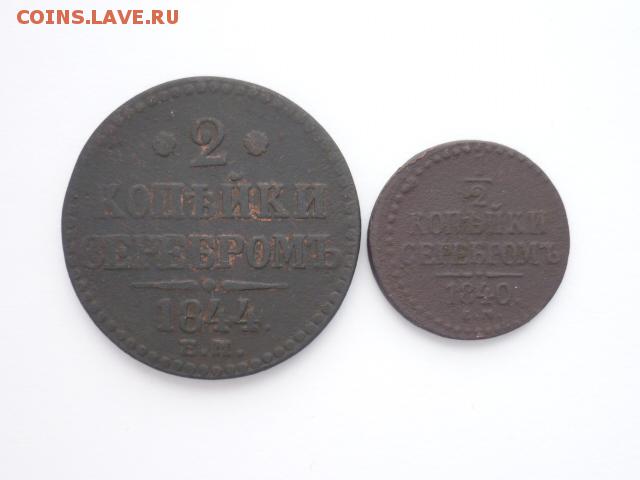 COINS.LAVE.RU
2
КОПѢЙКИ
СЕРЕБРОМЪ
1844.
Е.М.
1/2
КОПѢЙКИ
СЕРЕБРОМЪ
1840.